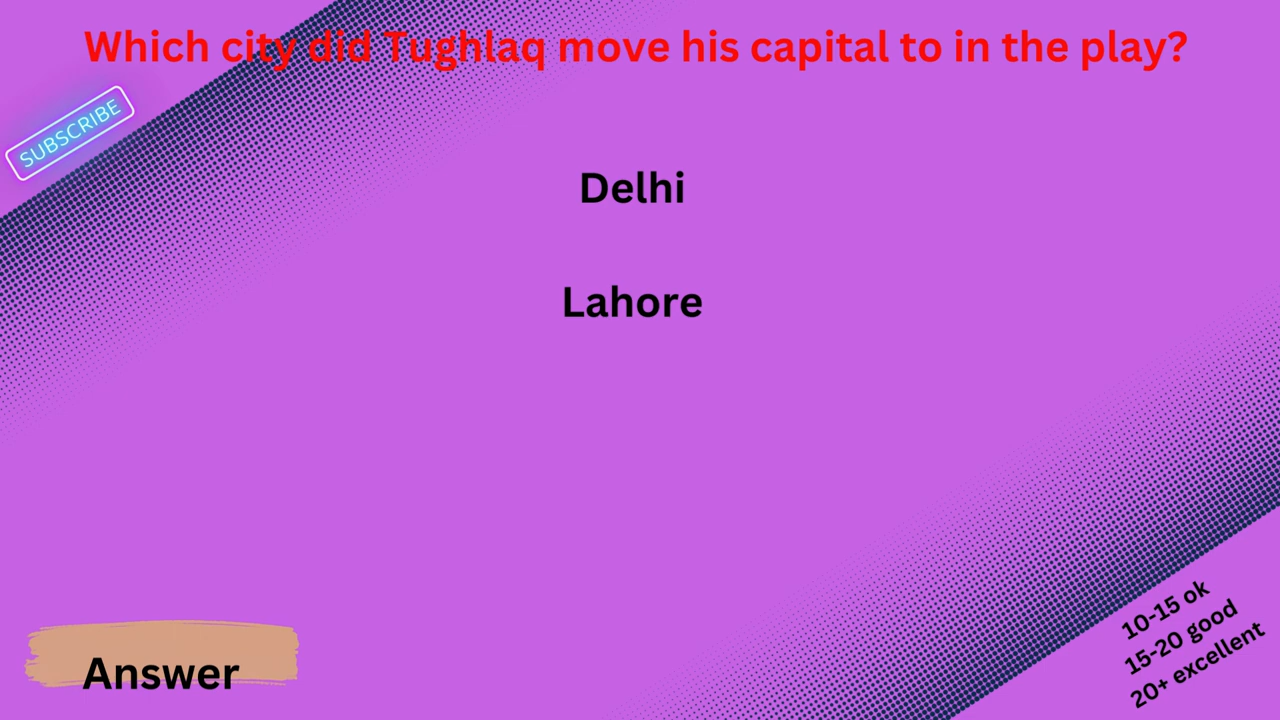 Which city did Tughlaq move his capital to in the play?
SUBSCRIBE
Delhi
Lahore
Answer
10-15 ok
15-20 good
20+ excellent